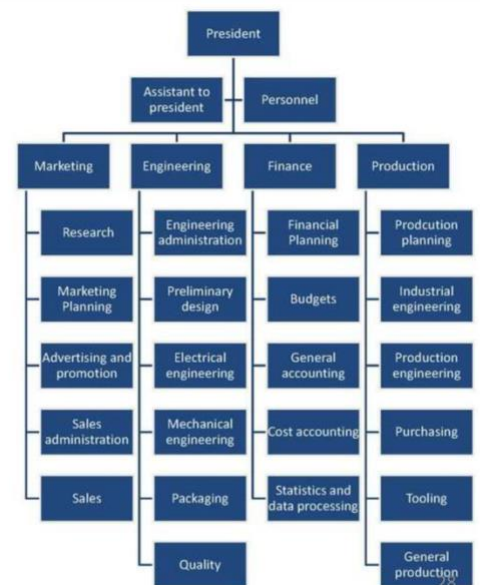 President
Assistant to
president
Personnel
Marketing
Engineering
Finance
Production
Research
Engineering
administration
Financial
Planning
Prodcution
planning
Marketing
Planning
Preliminary
design
Budgets
Industrial
engineering
Advertising and
promotion
Electrical
engineering
General
accounting
Production
engineering
Sales
administration
Mechanical
engineering
Cost accounting
Purchasing
Sales
Packaging
Statistics and
data processing
Tooling
Quality
General
production
28